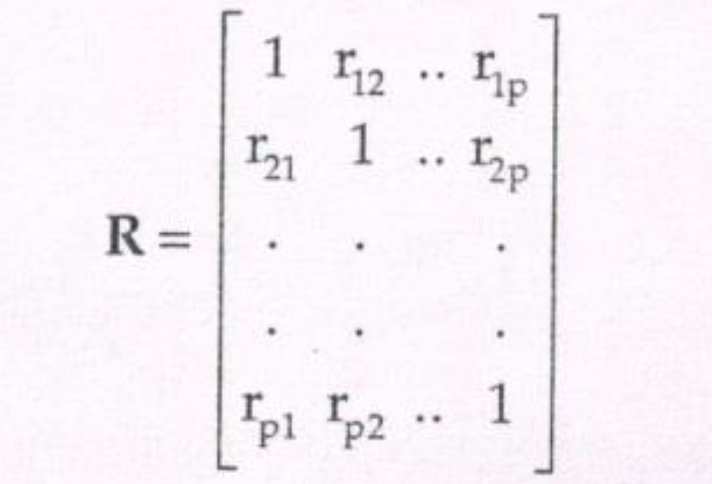 1 r₁₂ .. r₁ₚ
r₂₁ 1 .. r₂ₚ
R = . . .
. . .
rₚ₁ rₚ₂ .. 1